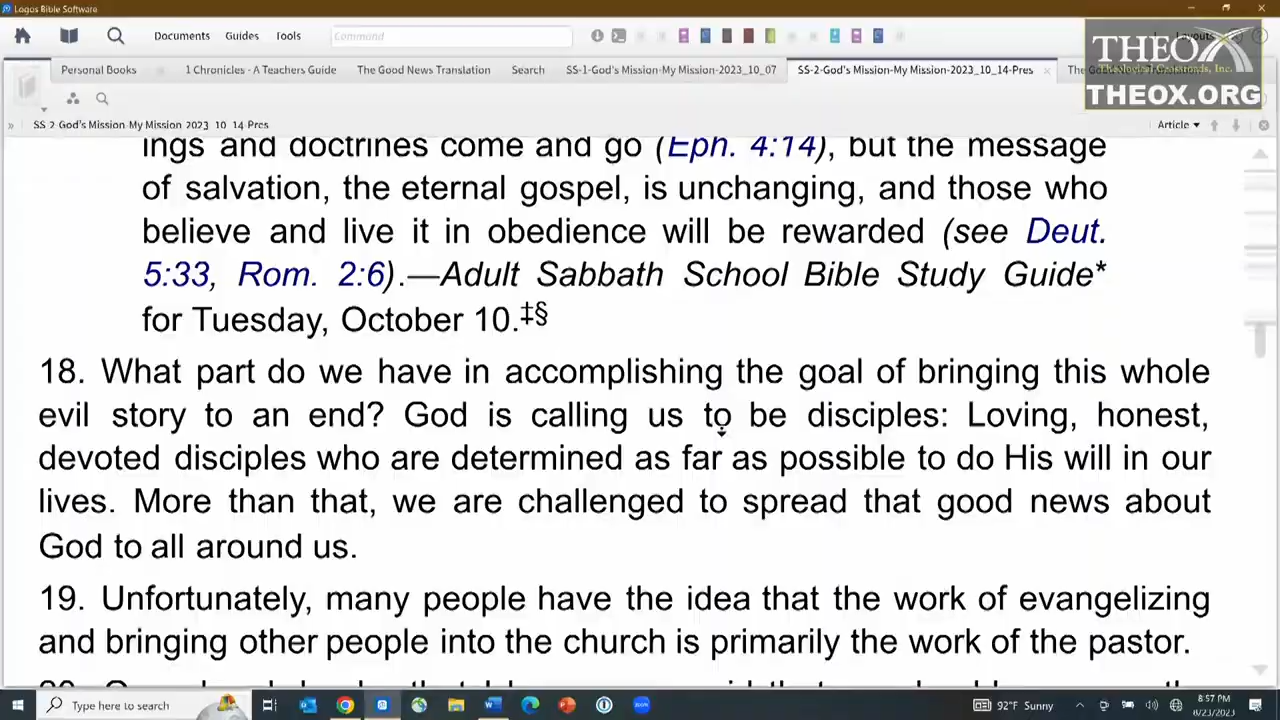 Logos Bible Software
Documents Guides Tools Command
THEOX
Theological Crossroads, Inc.
THEOX.ORG
Personal Books 1 Chronicles - A Teachers Guide Search SS-1-God's Mission-My Mission-2023_10_07 SS-2-God's Mission-My Mission-2023_10_14-Pres
SS-2-God's Mission-My Mission-2023_10_14-Pres Article
ings and doctrines come and go (Eph. 4:14), but the message
of salvation, the eternal gospel, is unchanging, and those who
believe and live it in obedience will be rewarded (see Deut.
5:33, Rom. 2:6).—Adult Sabbath School Bible Study Guide*
for Tuesday, October 10.‡§
18. What part do we have in accomplishing the goal of bringing this whole
evil story to an end? God is calling us to be disciples: Loving, honest,
devoted disciples who are determined as far as possible to do His will in our
lives. More than that, we are challenged to spread that good news about
God to all around us.
19. Unfortunately, many people have the idea that the work of evangelizing
and bringing other people into the church is primarily the work of the pastor.
Type here to search 92°F Sunny 8:57 PM
8/23/2023